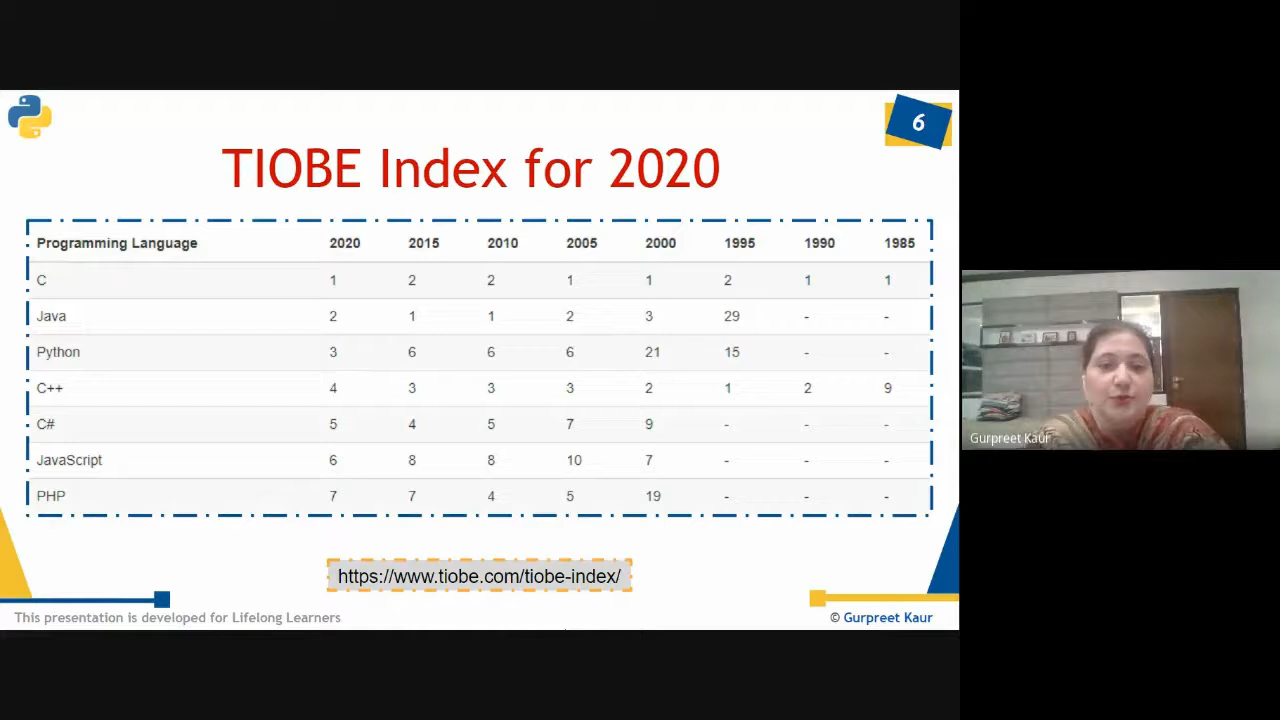 6
TIOBE Index for 2020
Programming Language 2020 2015 2010 2005 2000 1995 1990 1985
C 1 2 2 1 1 2 1 1
Java 2 1 1 2 3 29 - -
Python 3 6 6 6 21 15 - -
C++ 4 3 3 3 2 1 2 9
C# 5 4 5 7 9 - - -
JavaScript 6 8 8 10 7 - - -
PHP 7 7 4 5 19 - - -
https://www.tiobe.com/tiobe-index/
This presentation is developed for Lifelong Learners
© Gurpreet Kaur
Gurpreet Kaur